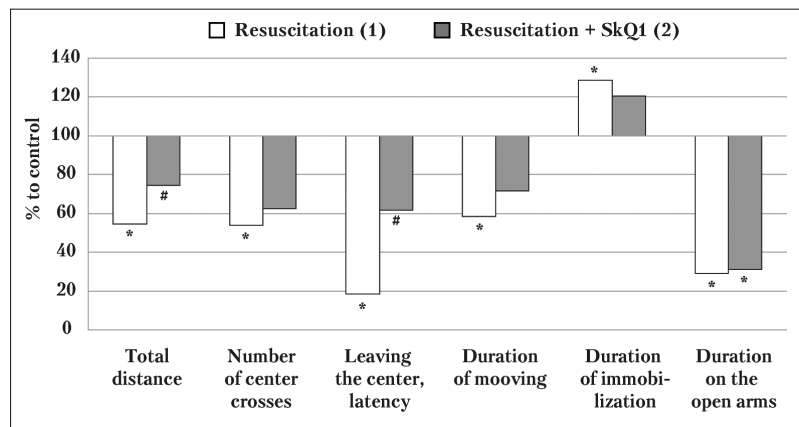 Resuscitation (1) Resuscitation + SkQ1 (2)
% to control
140
120
100
80
60
40
20
0
*
#
*
*
#
*
*
*
*
Total
distance
Number
of center
crosses
Leaving
the center,
latency
Duration
of mooving
Duration
of immobi-
lization
Duration
on the
open arms